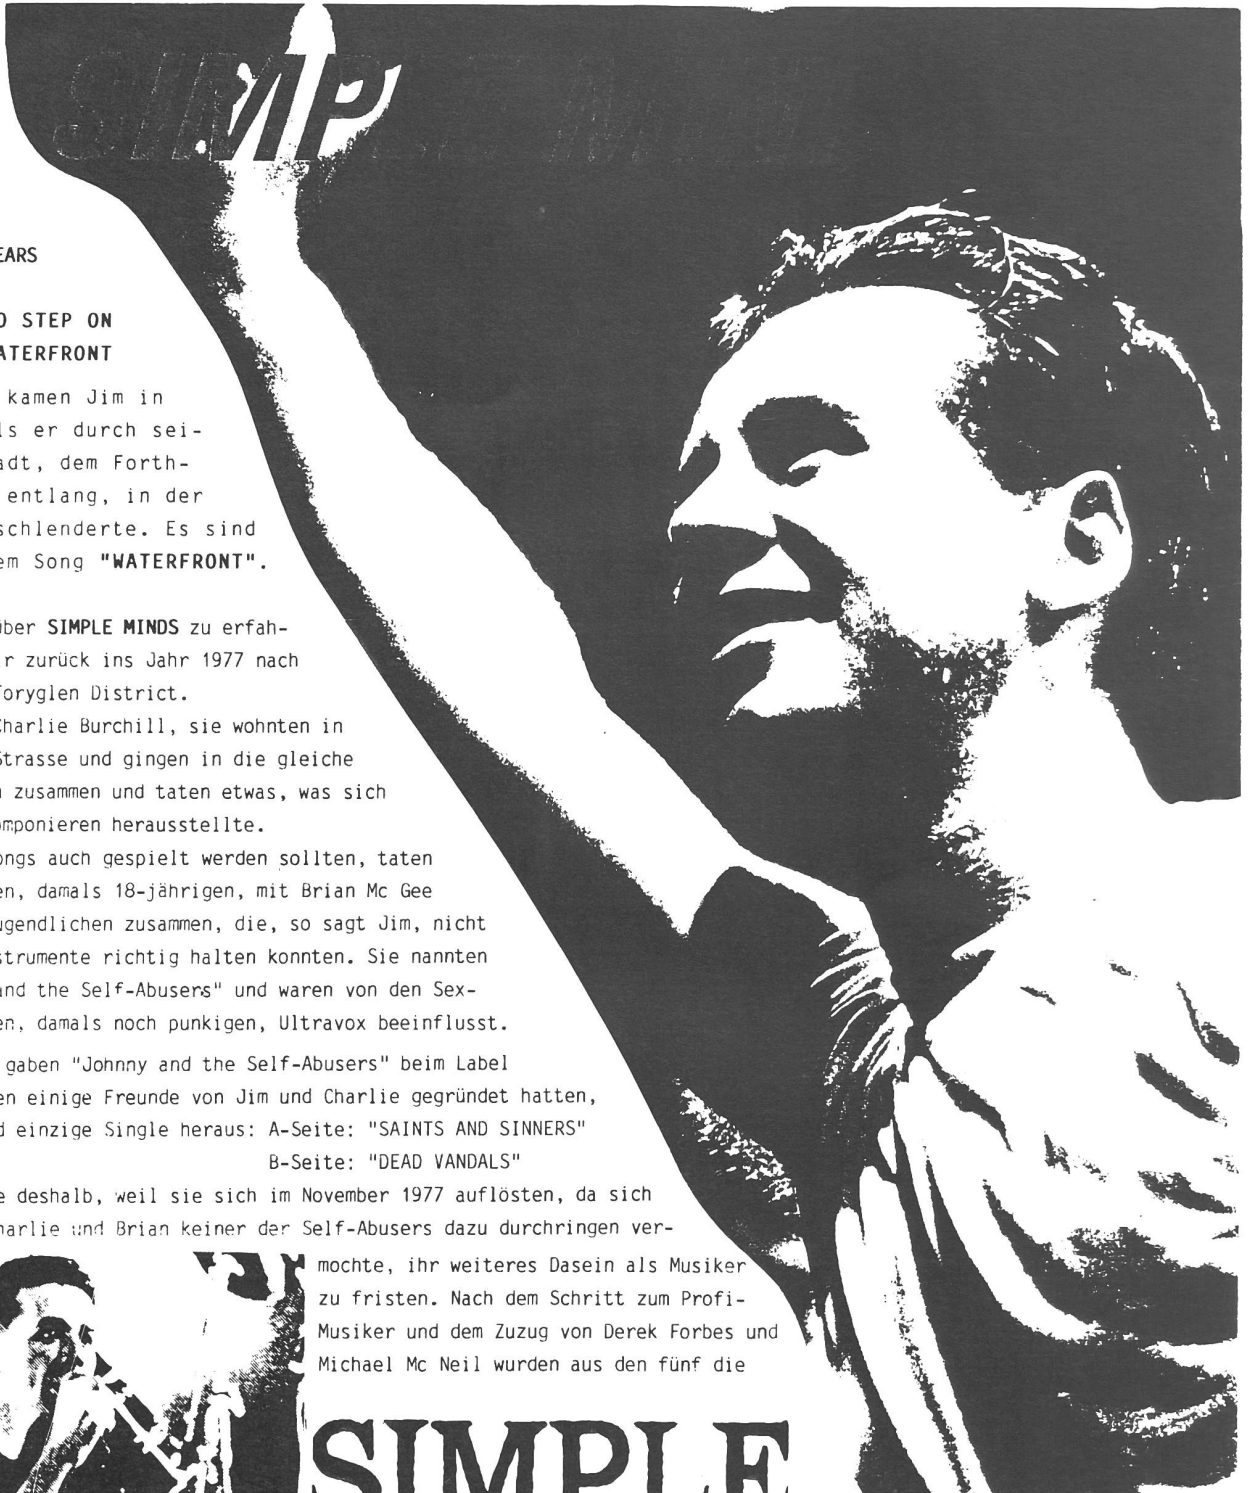 SIMP
EARS
O STEP ON
ATERFRONT
kamen Jim in
ls er durch sei-
adt, dem Forth-
entlang, in der
schlenderte. Es sind
em Song "WATERFRONT".
über SIMPLE MINDS zu erfah-
r zurück ins Jahr 1977 nach
Toryglen District.
Charlie Burchill, sie wohnten in
Strasse und gingen in die gleiche
n zusammen und taten etwas, was sich
omponieren herausstellte.
ongs auch gespielt werden sollten, taten
en, damals 18-jährigen, mit Brian Mc Gee
ugendlichen zusammen, die, so sagt Jim, nicht
strumente richtig halten konnten. Sie nannten
and the Self-Abusers" und waren von den Sex-
en, damals noch punkigen, Ultravox beeinflusst.
gaben "Johnny and the Self-Abusers" beim Label
en einige Freunde von Jim und Charlie gegründet hatten,
d einzige Single heraus: A-Seite: "SAINTS AND SINNERS"
B-Seite: "DEAD VANDALS"
e deshalb, weil sie sich im November 1977 auflösten, da sich
harlie und Brian keiner der Self-Abusers dazu durchringen ver-
mochte, ihr weiteres Dasein als Musiker
zu fristen. Nach dem Schritt zum Profi-
Musiker und dem Zuzug von Derek Forbes und
Michael Mc Neil wurden aus den fünf die
SIMPLE